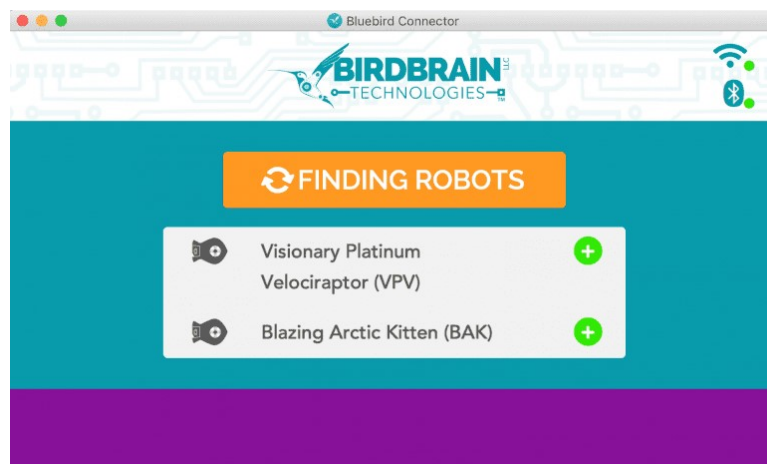 Bluebird Connector
BIRDBRAIN LLC
TECHNOLOGIES TM
FINDING ROBOTS
Visionary Platinum
Velociraptor (VPV)
Blazing Arctic Kitten (BAK)